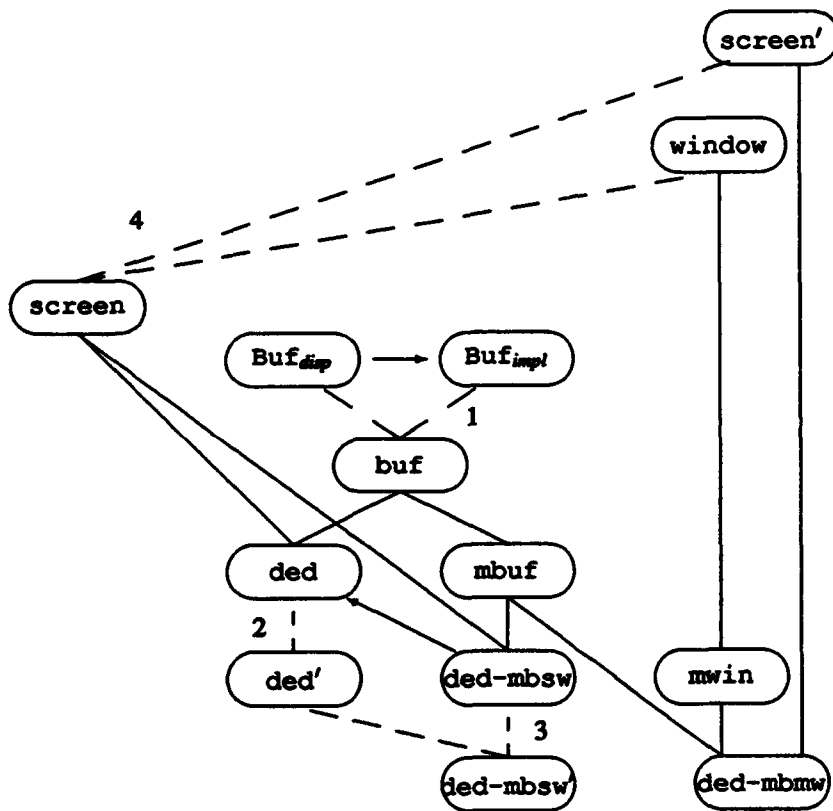 screen′
window
4
screen
Buf_disp
Buf_impl
1
buf
ded
mbuf
2
ded′
ded-mbsw
mwin
3
ded-mbsw′
ded-mbmw